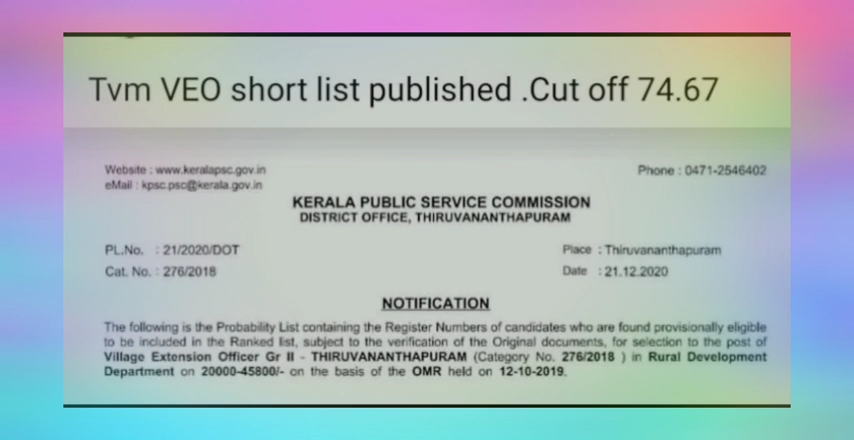 Tvm VEO short list published .Cut off 74.67
Website : www.keralapsc.gov.in
Phone : 0471-2546402
eMail : kpsc.psc@kerala.gov.in
KERALA PUBLIC SERVICE COMMISSION
DISTRICT OFFICE, THIRUVANANTHAPURAM
PL.No. : 21/2020/DOT
Place : Thiruvananthapuram
Cat. No. : 276/2018
Date : 21.12.2020
NOTIFICATION
The following is the Probability List containing the Register Numbers of candidates who are found provisionally eligible
to be included in the Ranked list, subject to the verification of the Original documents, for selection to the post of
Village Extension Officer Gr II - THIRUVANANTHAPURAM (Category No. 276/2018 ) in Rural Development
Department on 20000-45800/- on the basis of the OMR held on 12-10-2019.